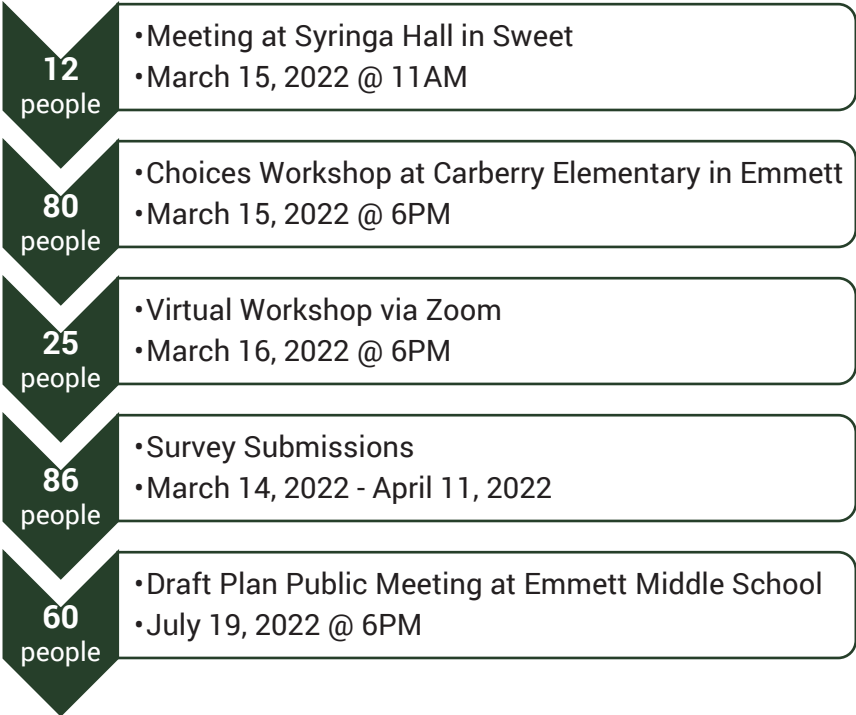 12
people
•Meeting at Syringa Hall in Sweet
•March 15, 2022 @ 11AM
80
people
•Choices Workshop at Carberry Elementary in Emmett
•March 15, 2022 @ 6PM
25
people
•Virtual Workshop via Zoom
•March 16, 2022 @ 6PM
86
people
•Survey Submissions
•March 14, 2022 - April 11, 2022
60
people
•Draft Plan Public Meeting at Emmett Middle School
•July 19, 2022 @ 6PM